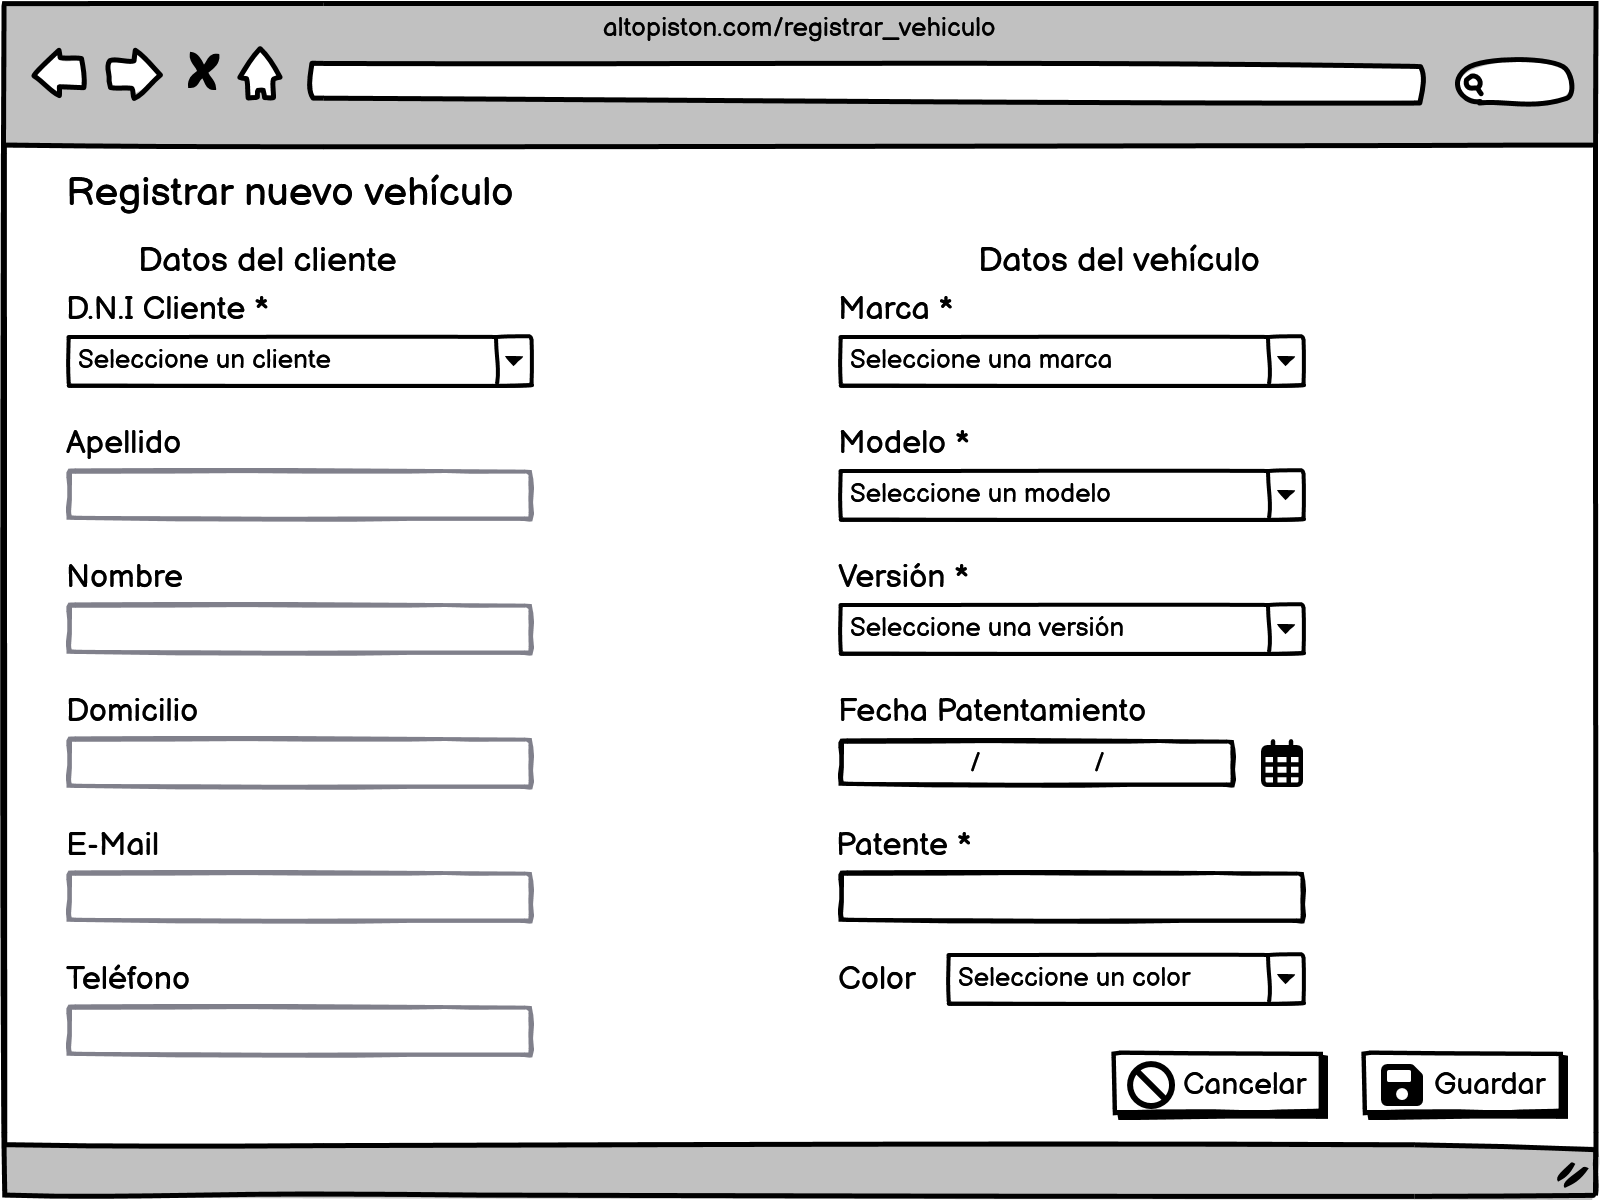 altopiston.com/registrar_vehiculo
Registrar nuevo vehículo
Datos del cliente
D.N.I Cliente *
Seleccione un cliente
Apellido
Nombre
Domicilio
E-Mail
Teléfono
Datos del vehículo
Marca *
Seleccione una marca
Modelo *
Seleccione un modelo
Versión *
Seleccione una versión
Fecha Patentamiento
/ /
Patente *
Color Seleccione un color
Cancelar Guardar